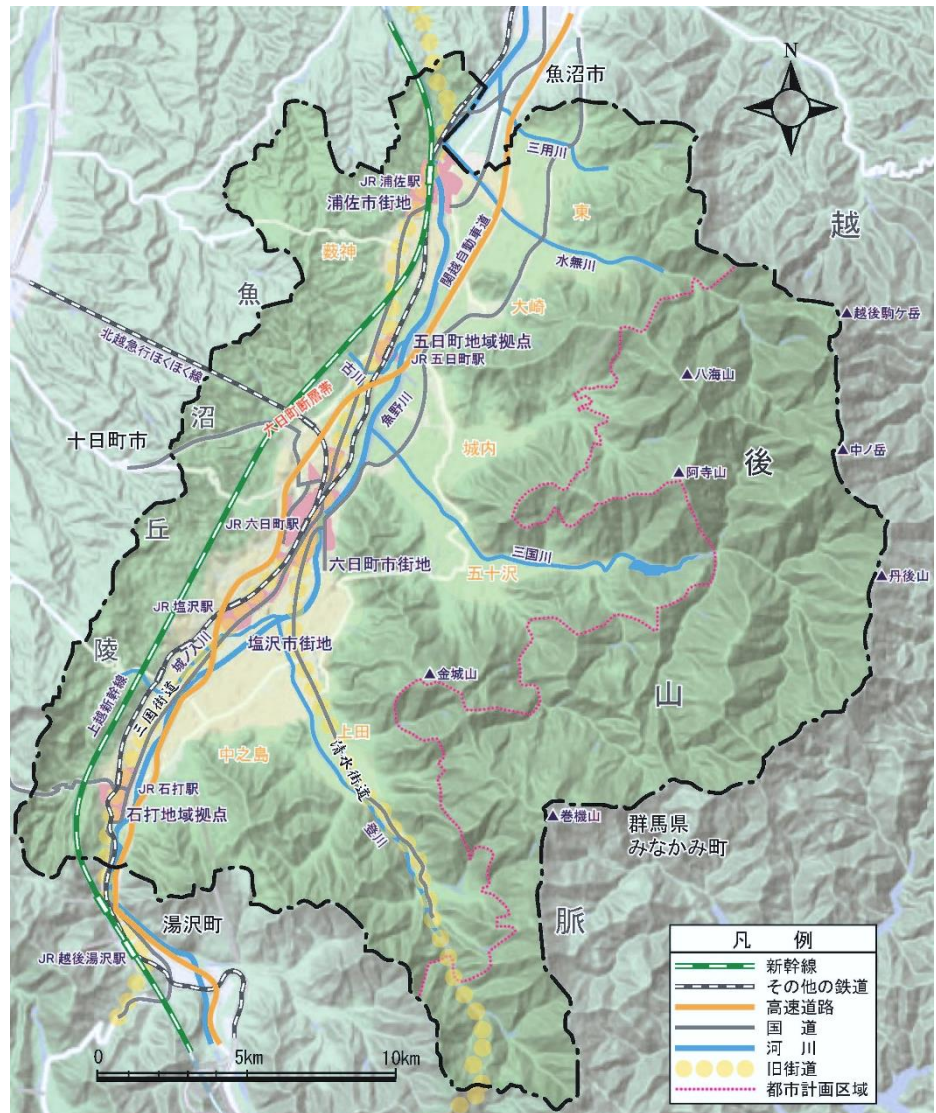 N
魚沼市
三用川
JR 浦佐駅
浦佐市街地
東
越
藪神
関越自動車道
水無川
魚
大崎
越後駒ケ岳
北越急行ほくほく線
五日町地域拠点
JR 五日町駅
古川
八海山
六日町断層帯
魚野川
沼
十日町市
城内
中ノ岳
後
阿寺山
丘
JR 六日町駅
六日町市街地
三国川
五十沢
丹後山
JR 塩沢駅
塩沢市街地
陵
城ノ入川
上越新幹線
三国街道
金城山
山
上田
中之島
清水街道
JR 石打駅
石打地域拠点
登川
巻機山
群馬県
みなかみ町
湯沢町
脈
JR 越後湯沢駅
凡 例
新幹線
その他の鉄道
高速道路
国 道
河 川
旧街道
都市計画区域
0 5km 10km